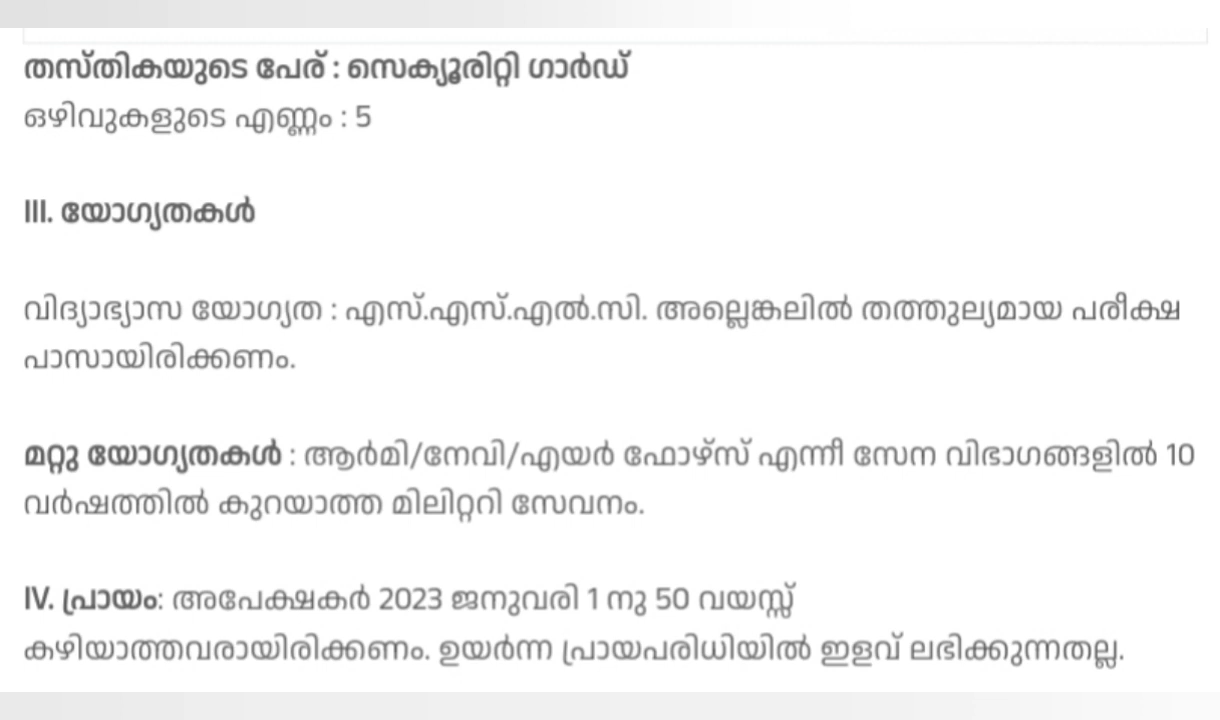 തസ്തികയുടെ പേര് : സെക്യൂരിറ്റി ഗാർഡ്
ഒഴിവുകളുടെ എണ്ണം : 5
III. യോഗ്യതകൾ
വിദ്യാഭ്യാസ യോഗ്യത : എസ്.എസ്.എൽ.സി. അല്ലെങ്കലിൽ തത്തുല്യമായ പരീക്ഷ
പാസായിരിക്കണം.
മറ്റു യോഗ്യതകൾ : ആർമി/നേവി/എയർ ഫോഴ്സ് എന്നീ സേന വിഭാഗങ്ങളിൽ 10
വർഷത്തിൽ കുറയാത്ത മിലിറ്ററി സേവനം.
IV. പ്രായം: അപേക്ഷകർ 2023 ജനുവരി 1 നു 50 വയസ്സ്
കഴിയാത്തവരായിരിക്കണം. ഉയർന്ന പ്രായപരിധിയിൽ ഇളവ് ലഭിക്കുന്നതല്ല.